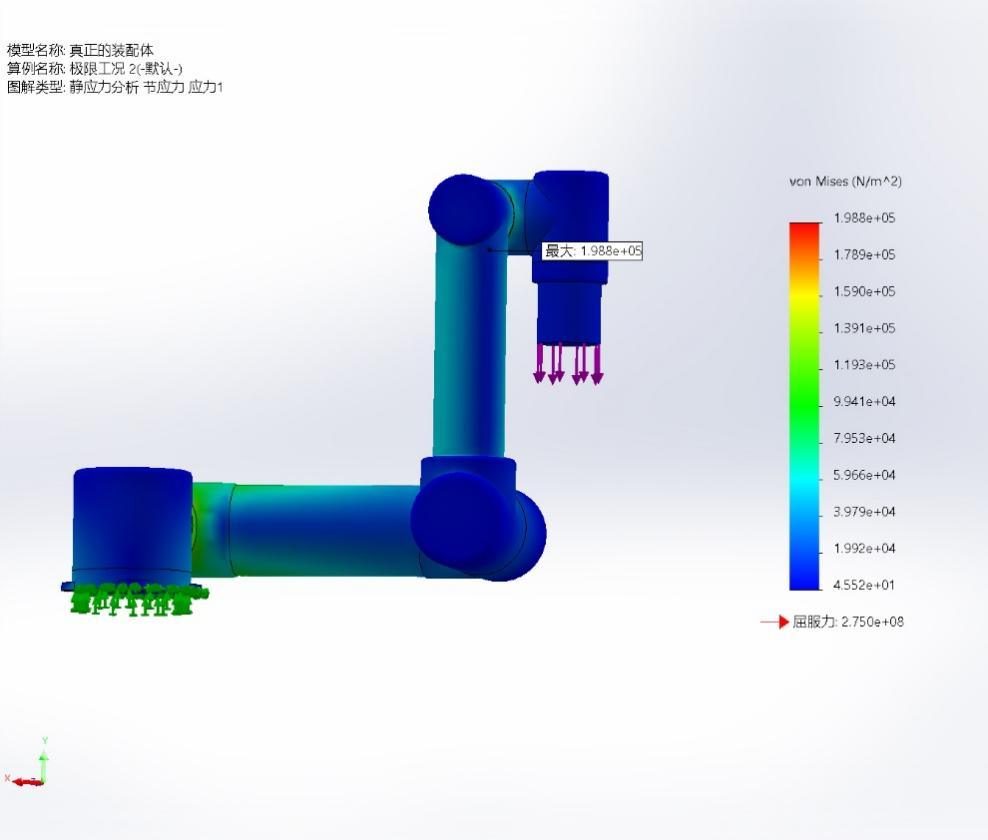 模型名称: 真正的装配体
算例名称: 极限工况 2(-默认-)
图解类型: 静应力分析 节应力 应力1
von Mises (N/m^2)
1.988e+05
1.789e+05
1.590e+05
1.391e+05
1.193e+05
9.941e+04
7.953e+04
5.966e+04
3.979e+04
1.992e+04
4.552e+01
屈服力: 2.750e+08
最大: 1.988e+05
Y
X